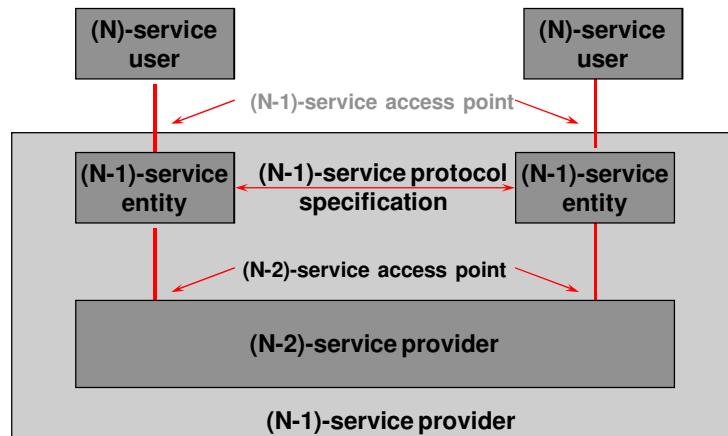 (N)-service
user
(N)-service
user
(N-1)-service access point
(N-1)-service
entity
(N-1)-service protocol
specification
(N-1)-service
entity
(N-2)-service access point
(N-2)-service provider
(N-1)-service provider